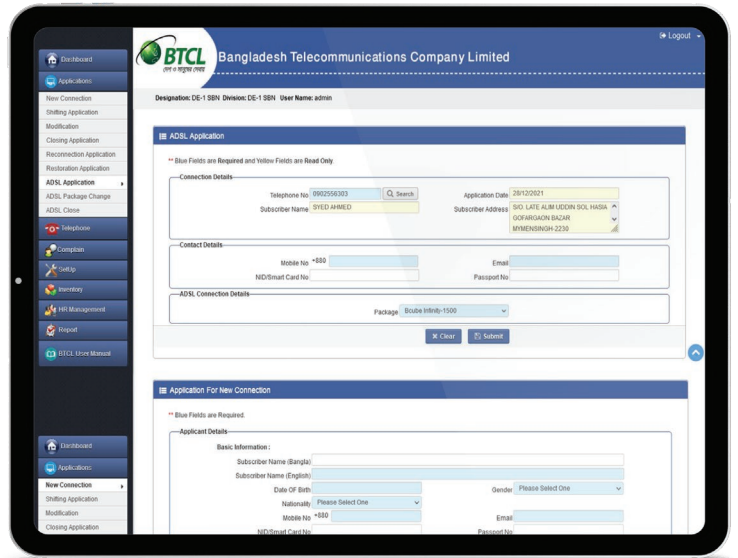 Logout
BTCL
দেশ ও মানুষের সেবায়
Bangladesh Telecommunications Company Limited
Designation: DE-1 SBN Division: DE-1 SBN User Name: admin
Dashboard
Applications
New Connection
Shifting Application
Modification
Closing Application
Reconnection Application
Restoration Application
ADSL Application
ADSL Package Change
ADSL Close
Telephone
Complain
SetUp
Inventory
HR Management
Report
BTCL User Manual
ADSL Application
** Blue Fields are Required and Yellow Fields are Read Only
Connection Details
Telephone No 0902556303 Search Application Date 28/12/2021
Subscriber Name SYED AHMED Subscriber Address S/O. LATE ALIM UDDIN SOL HASIA
GOFARGAON BAZAR
MYMENSINGH-2230
Contact Details
Mobile No +880 Email
NID/Smart Card No Passport No
ADSL Connection Details
Package Bcube Infinity-1500
Clear Submit
Application For New Connection
** Blue Fields are Required.
Applicant Details
Basic Information :
Subscriber Name (Bangla)
Subscriber Name (English)
Date OF Birth Gender Please Select One
Nationality Please Select One
Mobile No +880 Email
NID/Smart Card No Passport No
Dashboard
Applications
New Connection
Shifting Application
Modification
Closing Application